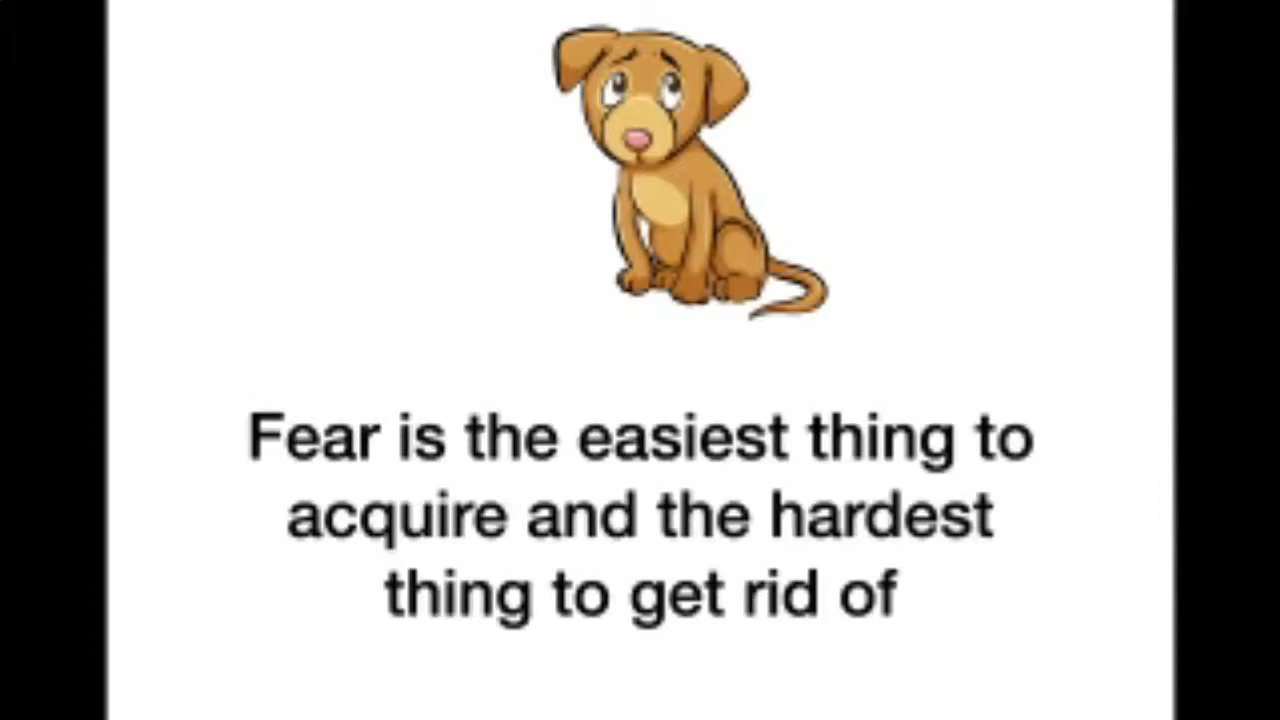 Fear is the easiest thing to
acquire and the hardest
thing to get rid of